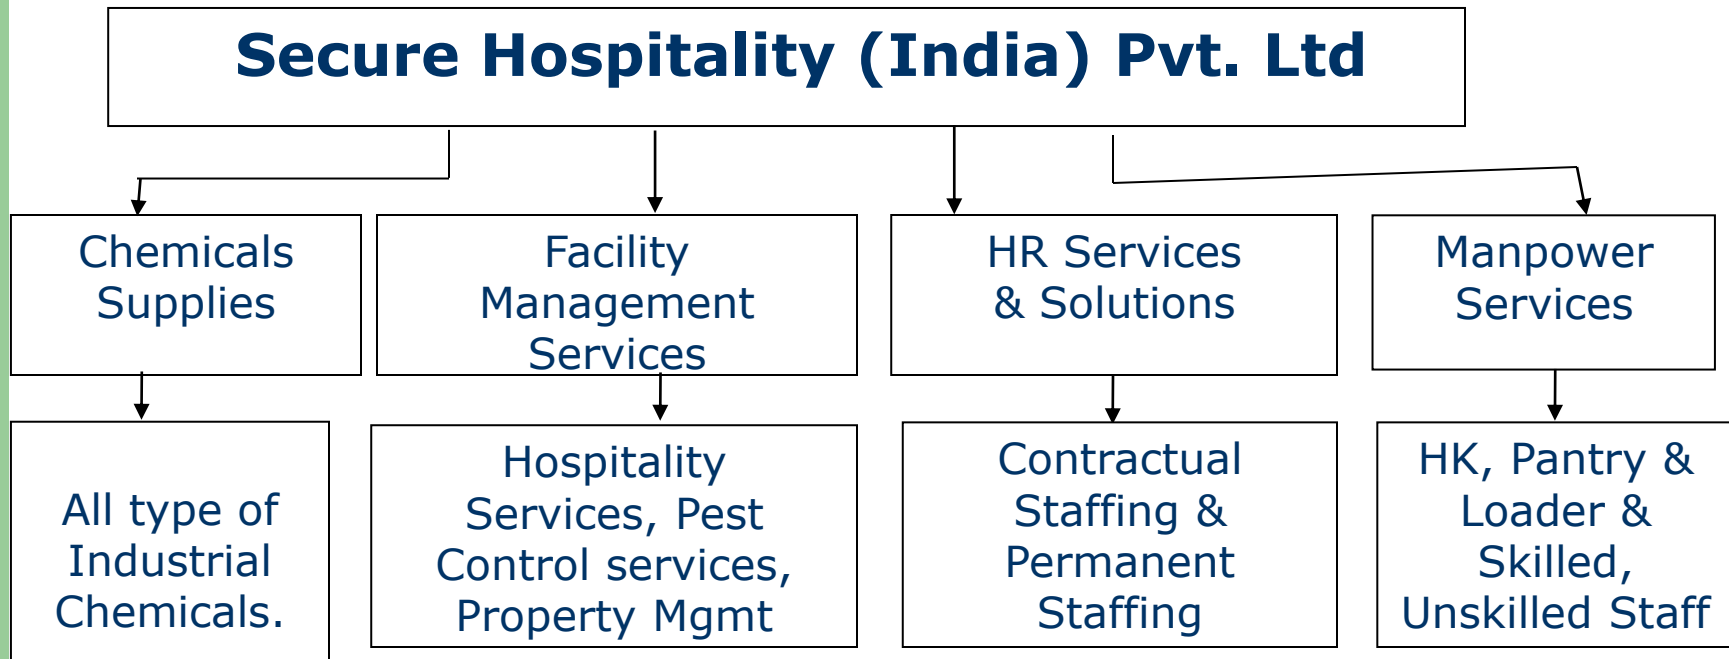 Secure Hospitality (India) Pvt. Ltd
Chemicals
Supplies
Facility
Management
Services
HR Services
& Solutions
Manpower
Services
All type of
Industrial
Chemicals.
Hospitality
Services, Pest
Control services,
Property Mgmt
Contractual
Staffing &
Permanent
Staffing
HK, Pantry &
Loader &
Skilled,
Unskilled Staff